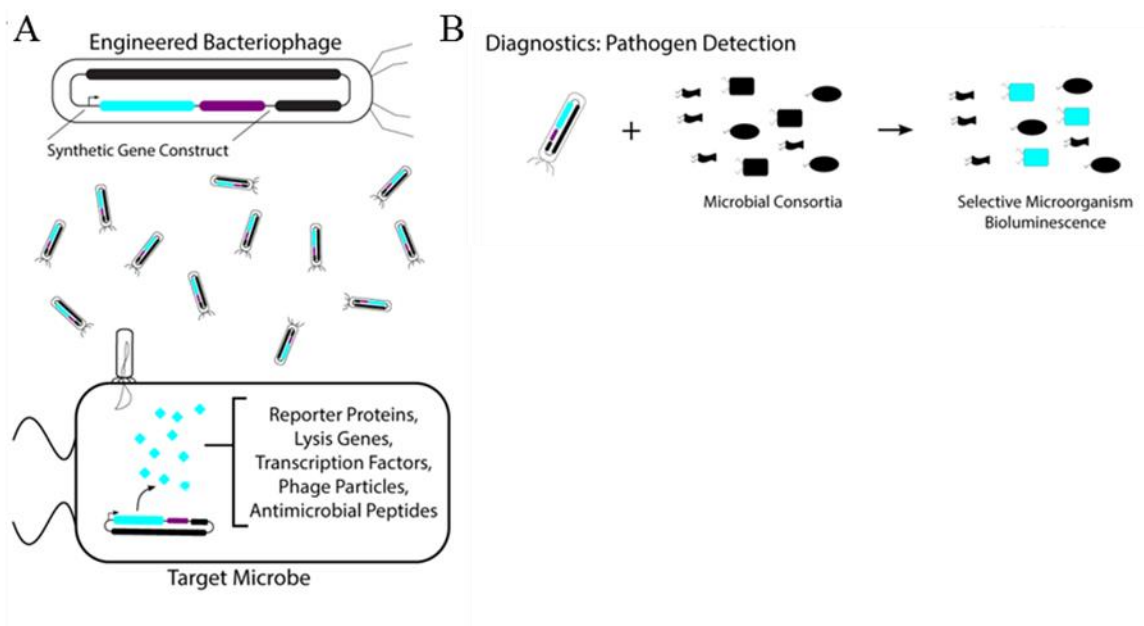 A
Engineered Bacteriophage
Synthetic Gene Construct
Reporter Proteins,
Lysis Genes,
Transcription Factors,
Phage Particles,
Antimicrobial Peptides
Target Microbe
B
Diagnostics: Pathogen Detection
+
Microbial Consortia
Selective Microorganism
Bioluminescence